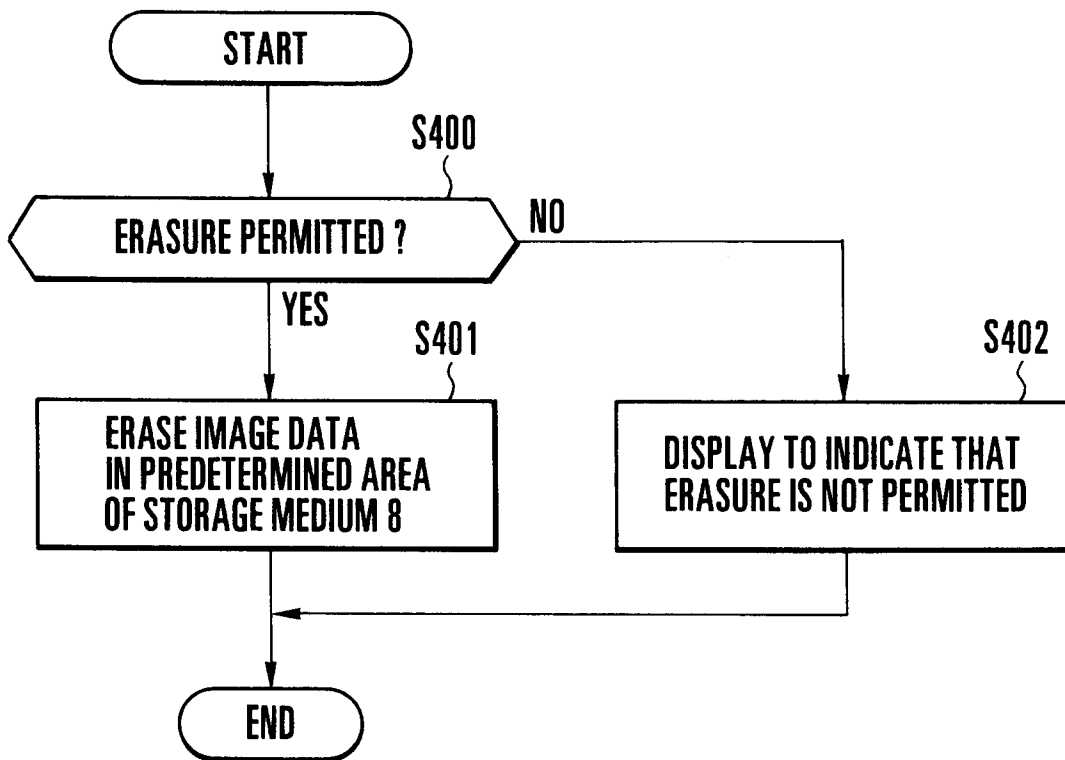 START
S400
ERASURE PERMITTED ?
NO
YES
S401
S402
ERASE IMAGE DATA
IN PREDETERMINED AREA
OF STORAGE MEDIUM 8
DISPLAY TO INDICATE THAT
ERASURE IS NOT PERMITTED
END